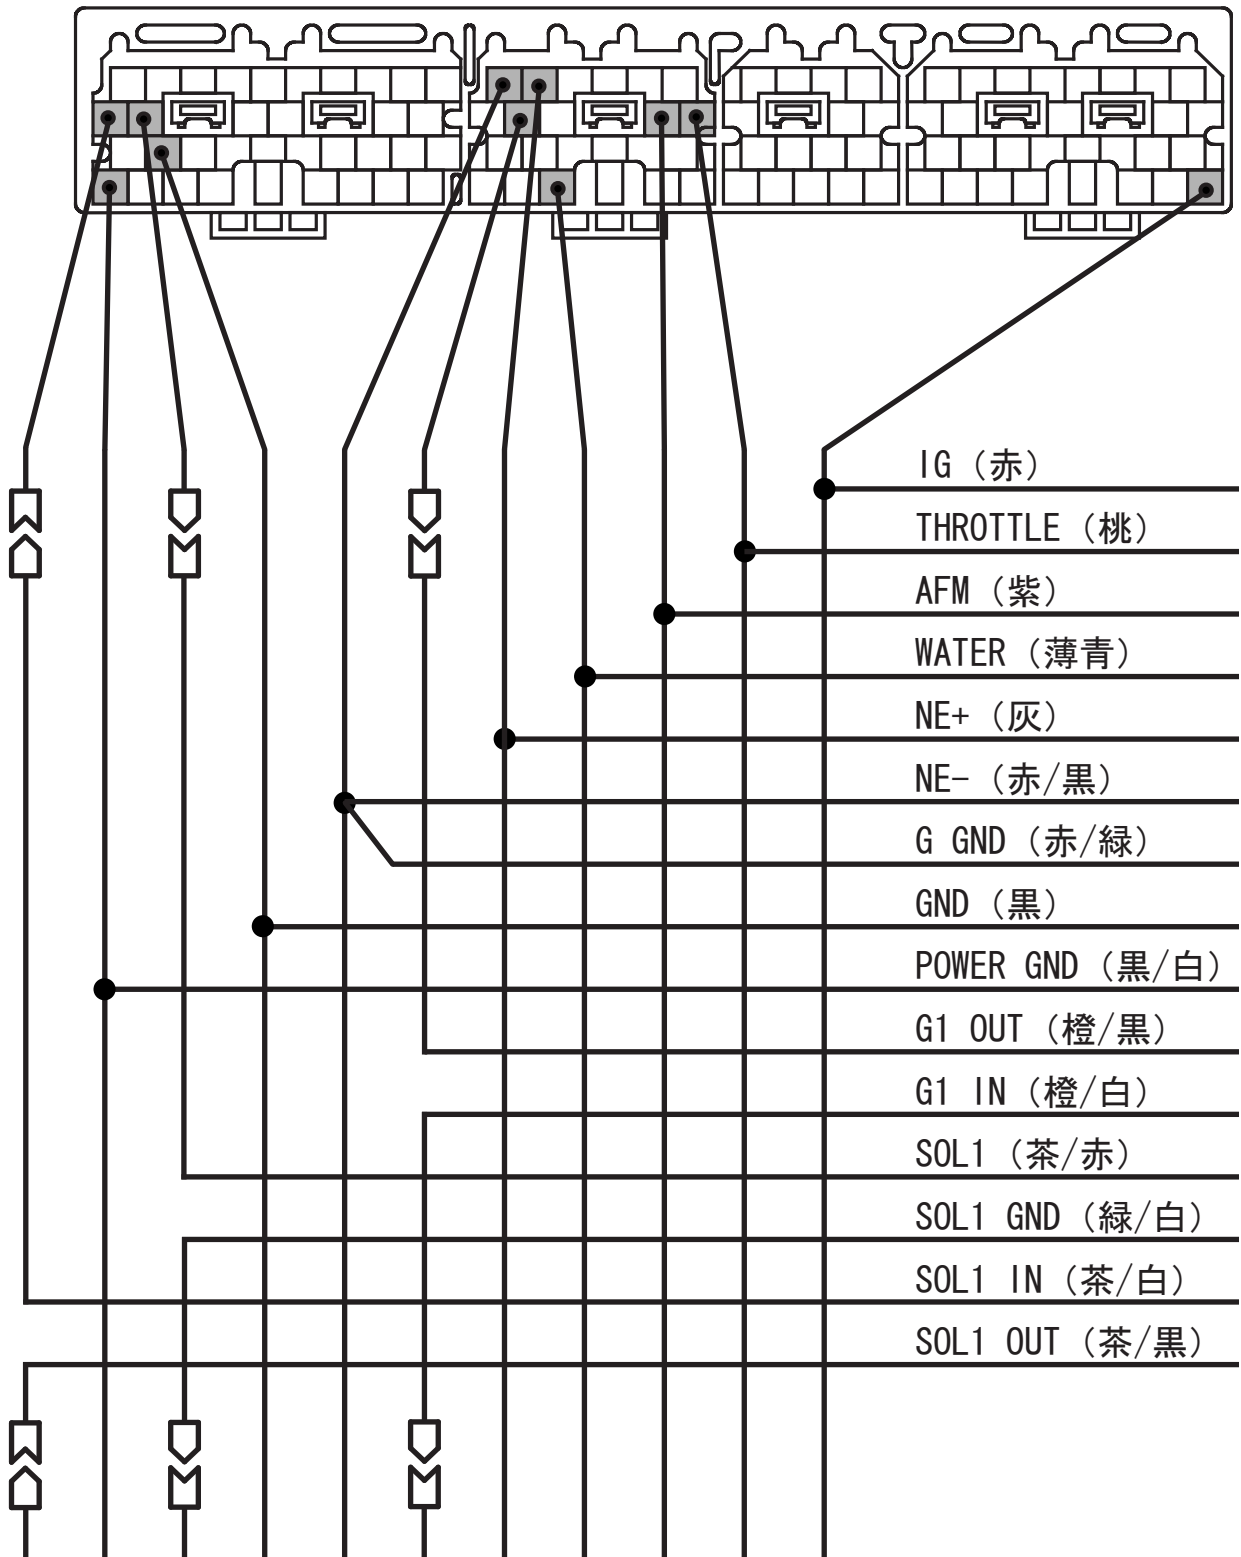 IG（赤）
THROTTLE（桃）
AFM（紫）
WATER（薄青）
NE+（灰）
NE-（赤/黒）
G GND（赤/緑）
GND（黒）
POWER GND（黒/白）
G1 OUT（橙/黒）
G1 IN（橙/白）
SOL1（茶/赤）
SOL1 GND（緑/白）
SOL1 IN（茶/白）
SOL1 OUT（茶/黒）